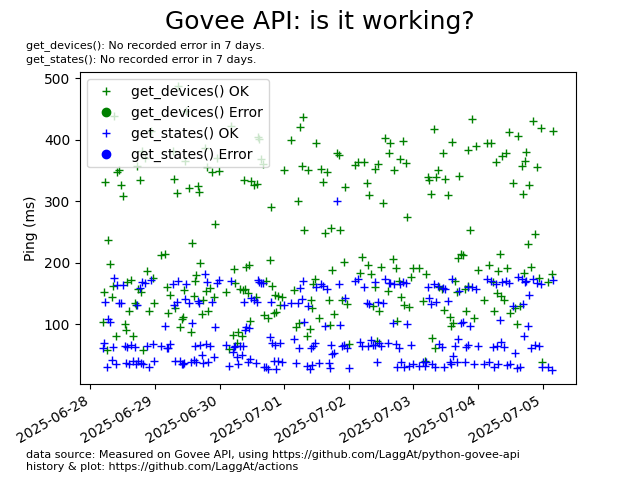 Govee API: is it working?
get_devices(): No recorded error in 7 days.
get_states(): No recorded error in 7 days.
get_devices() OK
get_devices() Error
get_states() OK
get_states() Error
Ping (ms)
500
400
300
200
100
2025-06-28
2025-06-29
2025-06-30
2025-07-01
2025-07-02
2025-07-03
2025-07-04
2025-07-05
data source: Measured on Govee API, using https://github.com/LaggAt/python-govee-api
history & plot: https://github.com/LaggAt/actions